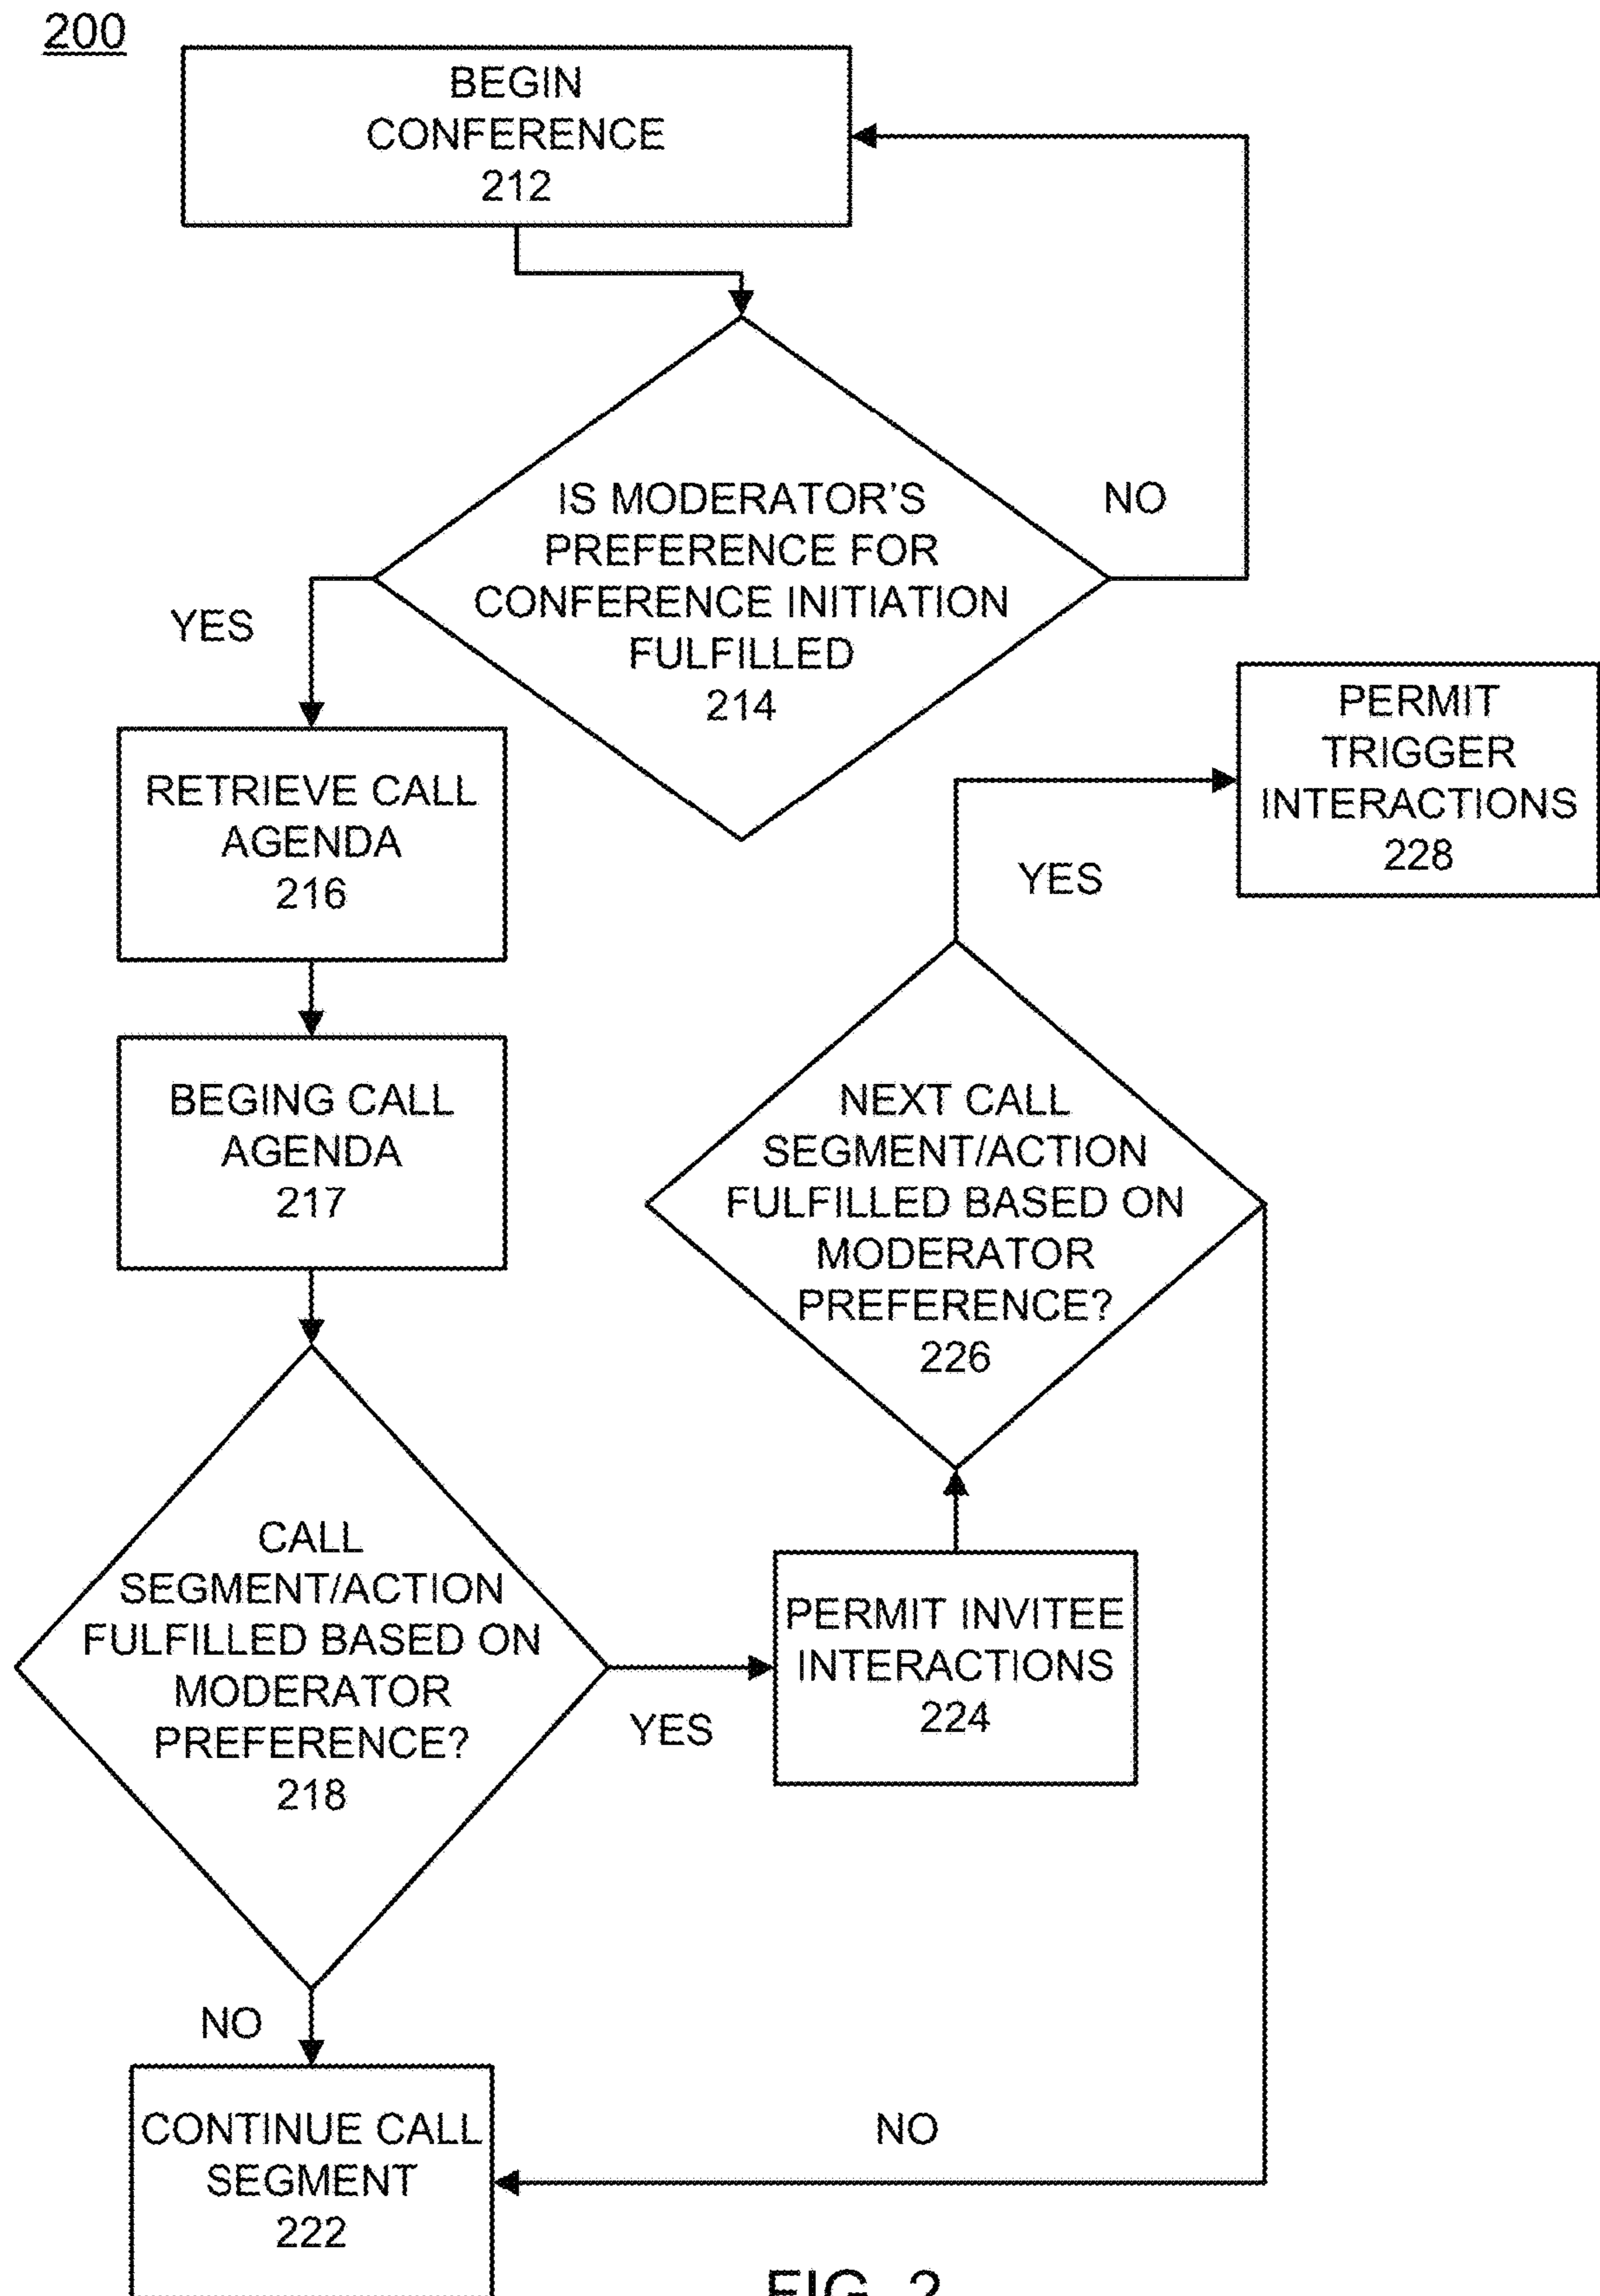 200
BEGIN
CONFERENCE
212
IS MODERATOR'S
PREFERENCE FOR
CONFERENCE INITIATION
FULFILLED
214
NO
YES
RETRIEVE CALL
AGENDA
216
PERMIT
TRIGGER
INTERACTIONS
228
YES
BEGING CALL
AGENDA
217
NEXT CALL
SEGMENT/ACTION
FULFILLED BASED ON
MODERATOR
PREFERENCE?
226
CALL
SEGMENT/ACTION
FULFILLED BASED ON
MODERATOR
PREFERENCE?
218
YES
PERMIT INVITEE
INTERACTIONS
224
NO
CONTINUE CALL
SEGMENT
222
NO
FIG. 2